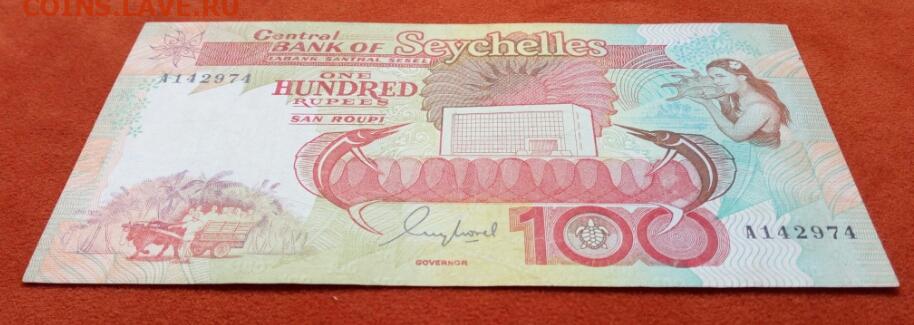 COINS.LAVE.RU
Central
BANK OF Seychelles
LABANK SANTRAL SESEL
A142974
ONE
HUNDRED
RUPEES
SAN ROUPI
GOVERNOR
100
A142974